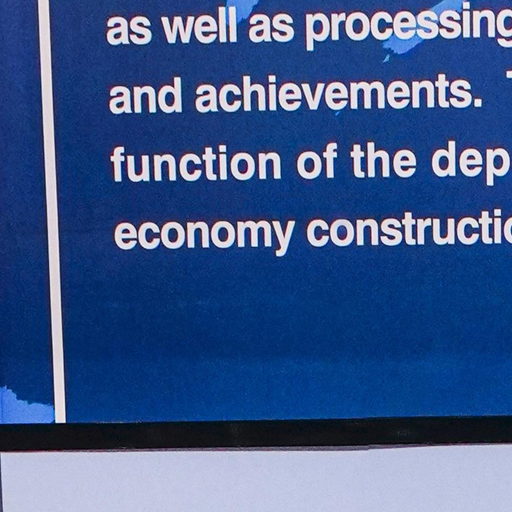 as well as processing
and achievements.
function of the dep
economy constructio